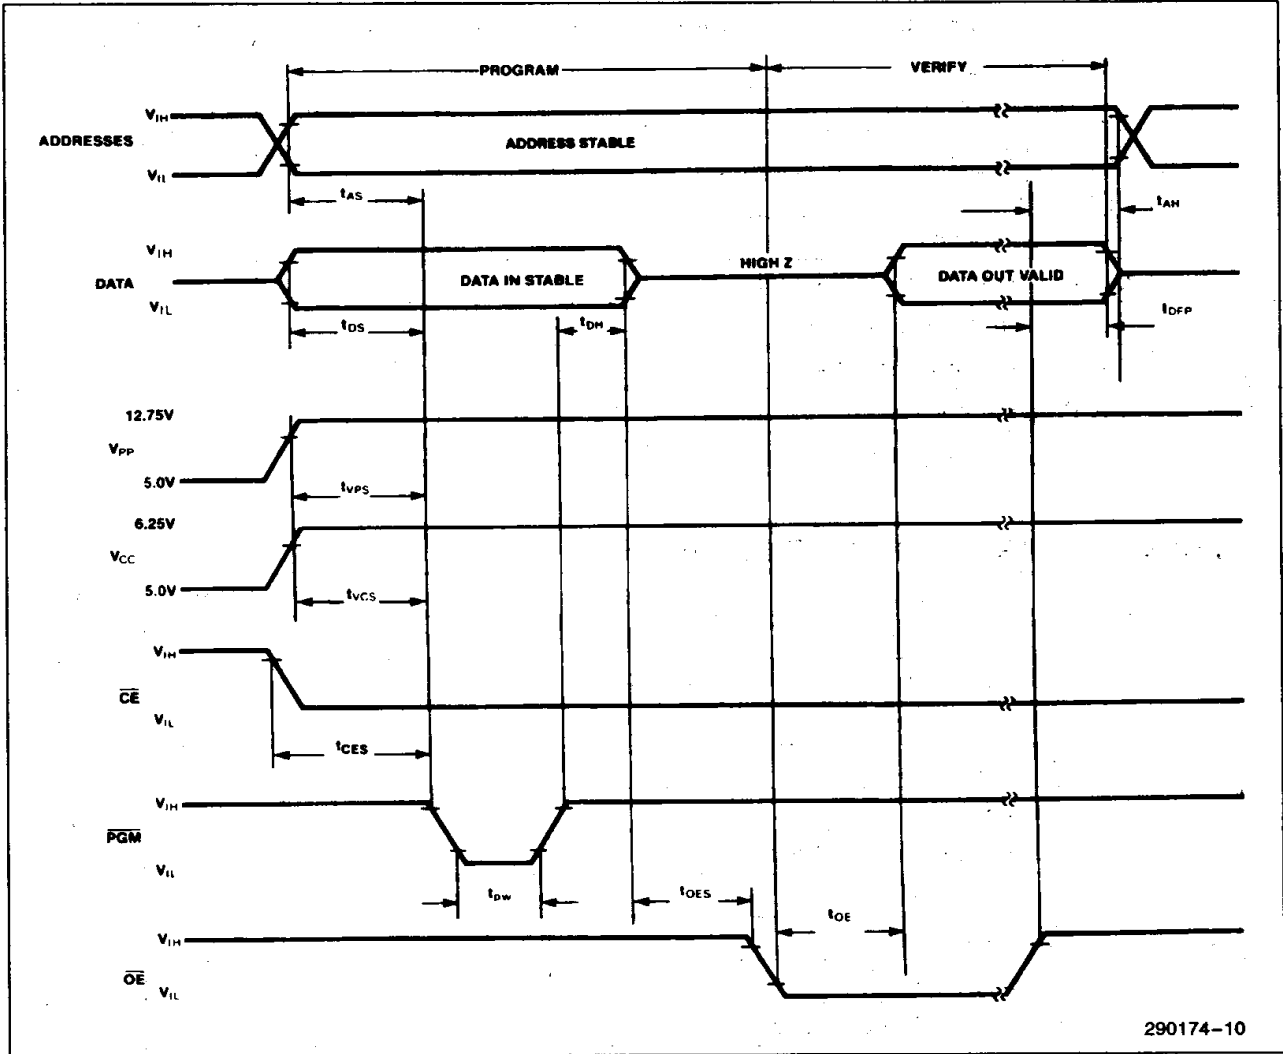 PROGRAM VERIFY
VIH
ADDRESSES ADDRESS STABLE
VIL
tAS tAH
VIH
DATA DATA IN STABLE HIGH Z DATA OUT VALID
VIL
tDS tDH tDFP
12.75V
VPP
5.0V
tVPS
6.25V
VCC
5.0V
tVCS
VIH
CE
VIL
tCES
VIH
PGM
VIL
tPW tOES
tOE
VIH
OE
VIL
290174-10